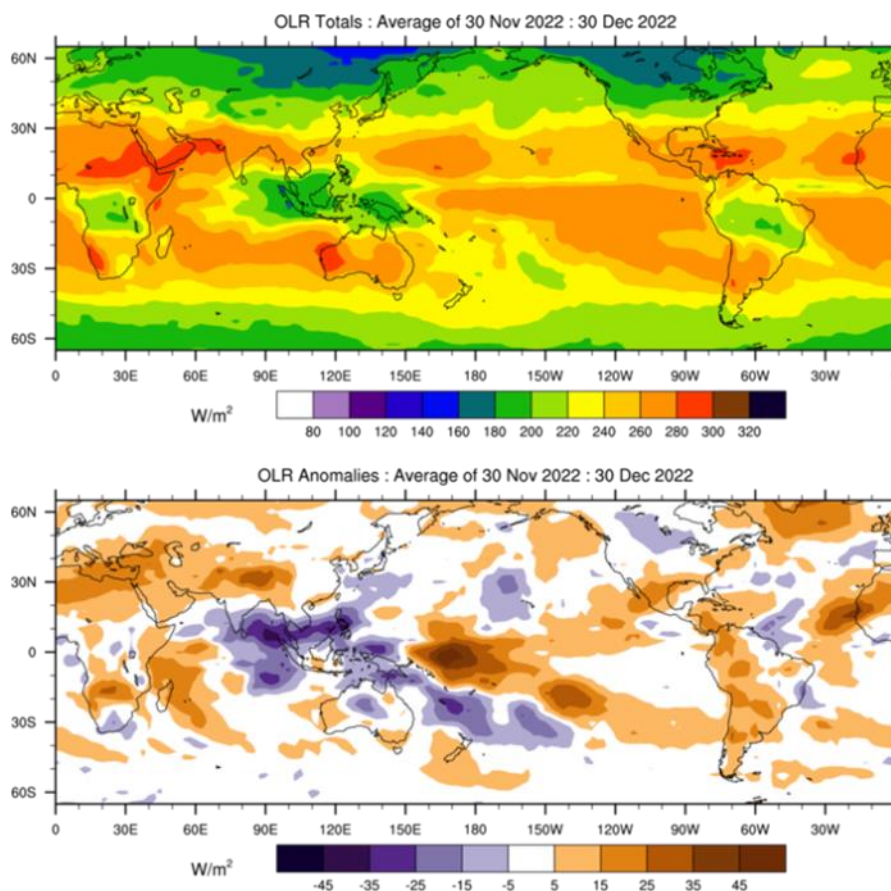 OLR Totals : Average of 30 Nov 2022 : 30 Dec 2022
60N
30N
0
30S
60S
0 30E 60E 90E 120E 150E 180 150W 120W 90W 60W 30W 0
W/m²
80 100 120 140 160 180 200 220 240 260 280 300 320
OLR Anomalies : Average of 30 Nov 2022 : 30 Dec 2022
60N
30N
0
30S
60S
0 30E 60E 90E 120E 150E 180 150W 120W 90W 60W 30W 0
W/m²
-45 -35 -25 -15 -5 5 15 25 35 45